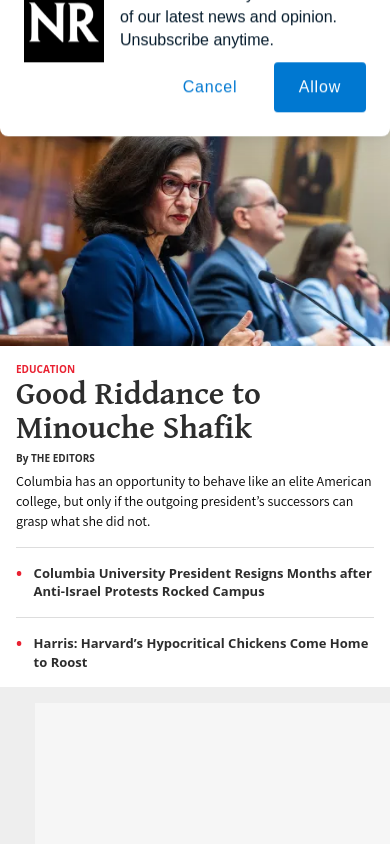 NR
of our latest news and opinion.
Unsubscribe anytime.
Cancel
Allow
EDUCATION
Good Riddance to
Minouche Shafik
By THE EDITORS
Columbia has an opportunity to behave like an elite American
college, but only if the outgoing president’s successors can
grasp what she did not.
• Columbia University President Resigns Months after
Anti-Israel Protests Rocked Campus
• Harris: Harvard’s Hypocritical Chickens Come Home
to Roost